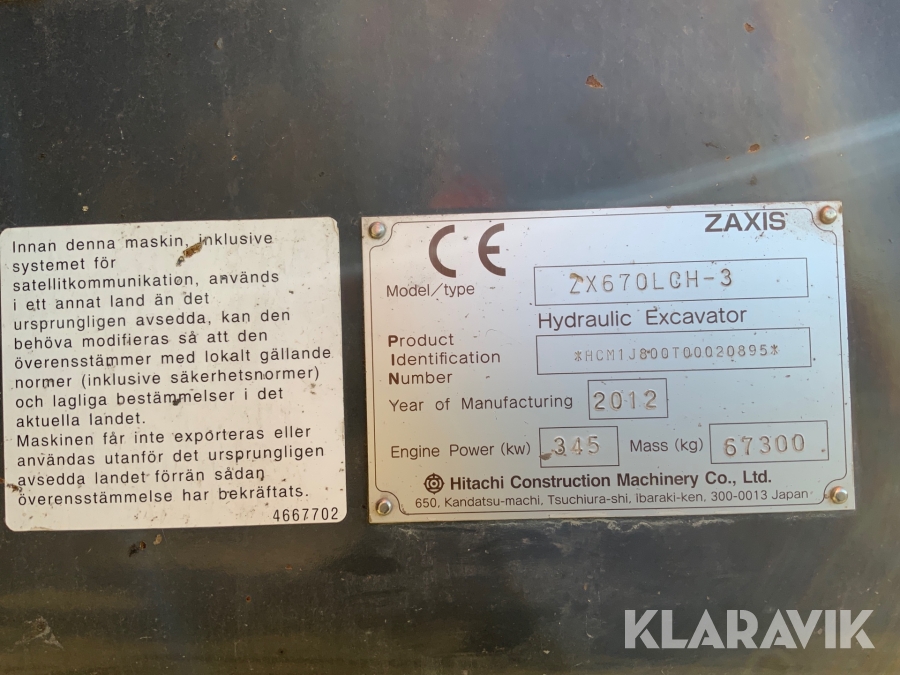 Innan denna maskin, inklusive
systemet för
satellitkommunikation, används
i ett annat land än det
ursprungligen avsedda, kan den
behöva modifieras så att den
överensstämmer med lokalt gällande
normer (inklusive säkerhetsnormer)
och lagliga bestämmelser i det
aktuella landet.
Maskinen får inte exporteras eller
användas utanför det ursprungligen
avsedda landet förrän sådan
överensstämmelse har bekräftats.
4667702
CE
ZAXIS
Model/type ZX670LCH-3
Hydraulic Excavator
Product
Identification
Number
*HCM1J800T00020895*
Year of Manufacturing 2012
Engine Power (kw) 345 Mass (kg) 67300
Hitachi Construction Machinery Co., Ltd.
650, Kandatsu-machi, Tsuchiura-shi, Ibaraki-ken, 300-0013 Japan
KLARAVIK